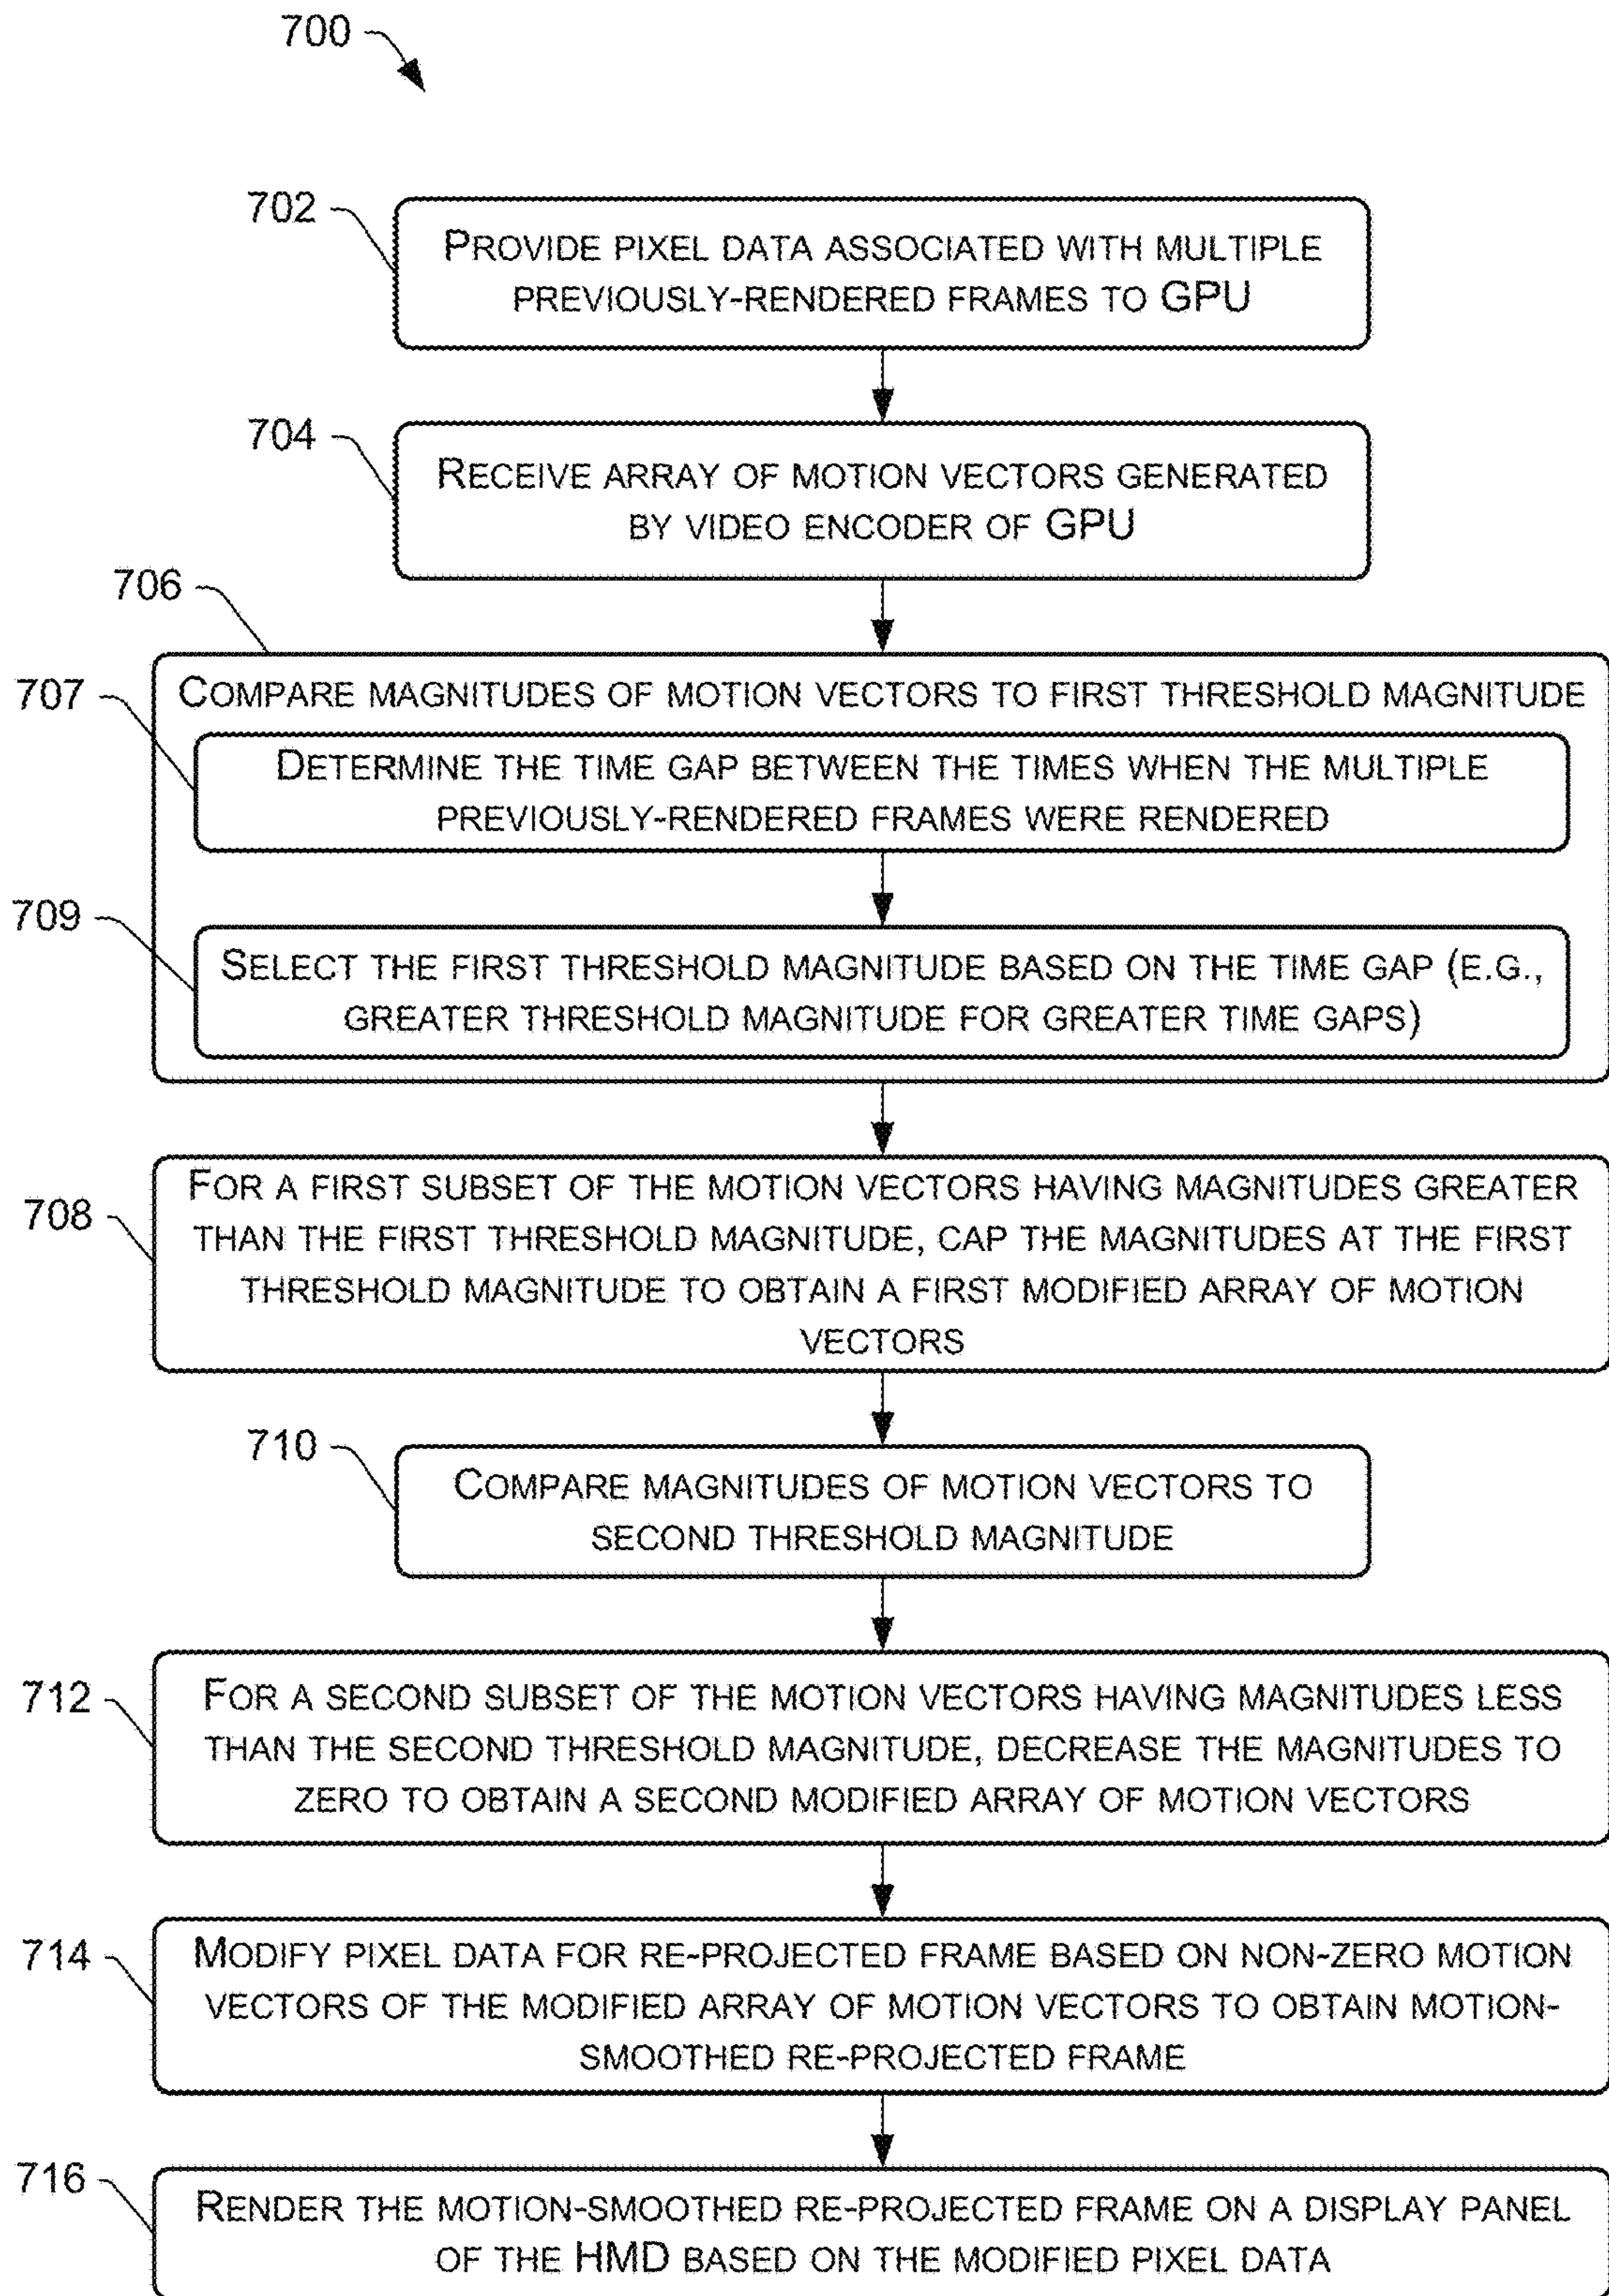 700
702
PROVIDE PIXEL DATA ASSOCIATED WITH MULTIPLE
PREVIOUSLY-RENDERED FRAMES TO GPU
704
RECEIVE ARRAY OF MOTION VECTORS GENERATED
BY VIDEO ENCODER OF GPU
706
COMPARE MAGNITUDES OF MOTION VECTORS TO FIRST THRESHOLD MAGNITUDE
707
DETERMINE THE TIME GAP BETWEEN THE TIMES WHEN THE MULTIPLE
PREVIOUSLY-RENDERED FRAMES WERE RENDERED
709
SELECT THE FIRST THRESHOLD MAGNITUDE BASED ON THE TIME GAP (E.G.,
GREATER THRESHOLD MAGNITUDE FOR GREATER TIME GAPS)
708
FOR A FIRST SUBSET OF THE MOTION VECTORS HAVING MAGNITUDES GREATER
THAN THE FIRST THRESHOLD MAGNITUDE, CAP THE MAGNITUDES AT THE FIRST
THRESHOLD MAGNITUDE TO OBTAIN A FIRST MODIFIED ARRAY OF MOTION
VECTORS
710
COMPARE MAGNITUDES OF MOTION VECTORS TO
SECOND THRESHOLD MAGNITUDE
712
FOR A SECOND SUBSET OF THE MOTION VECTORS HAVING MAGNITUDES LESS
THAN THE SECOND THRESHOLD MAGNITUDE, DECREASE THE MAGNITUDES TO
ZERO TO OBTAIN A SECOND MODIFIED ARRAY OF MOTION VECTORS
714
MODIFY PIXEL DATA FOR RE-PROJECTED FRAME BASED ON NON-ZERO MOTION
VECTORS OF THE MODIFIED ARRAY OF MOTION VECTORS TO OBTAIN MOTION-
SMOOTHED RE-PROJECTED FRAME
716
RENDER THE MOTION-SMOOTHED RE-PROJECTED FRAME ON A DISPLAY PANEL
OF THE HMD BASED ON THE MODIFIED PIXEL DATA